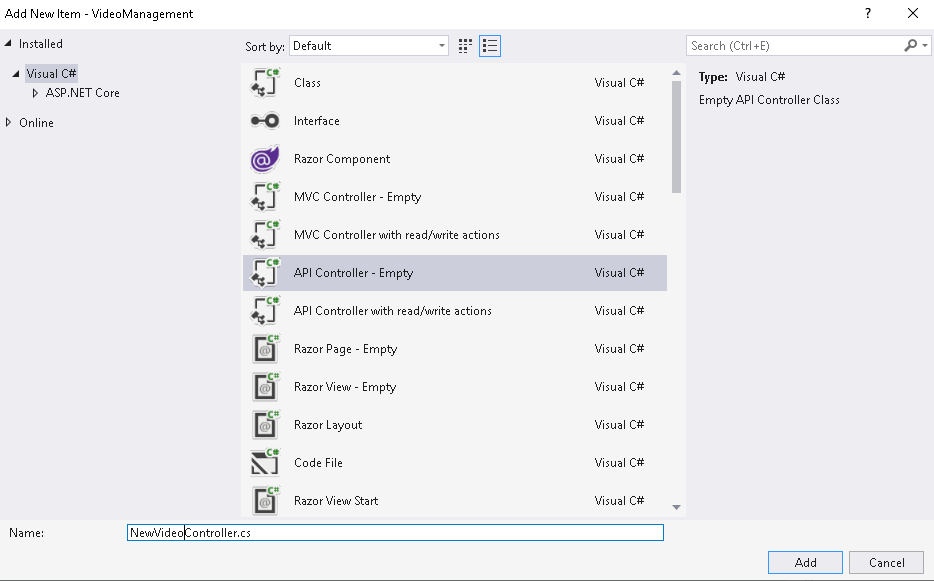 Add New Item - VideoManagement
?
Installed
Visual C#
ASP.NET Core
Online
Sort by: Default
Class Visual C#
Interface Visual C#
Razor Component Visual C#
MVC Controller - Empty Visual C#
MVC Controller with read/write actions Visual C#
API Controller - Empty Visual C#
API Controller with read/write actions Visual C#
Razor Page - Empty Visual C#
Razor View - Empty Visual C#
Razor Layout Visual C#
Code File Visual C#
Razor View Start Visual C#
Search (Ctrl+E)
Type: Visual C#
Empty API Controller Class
Name: NewVideoController.cs
Add Cancel